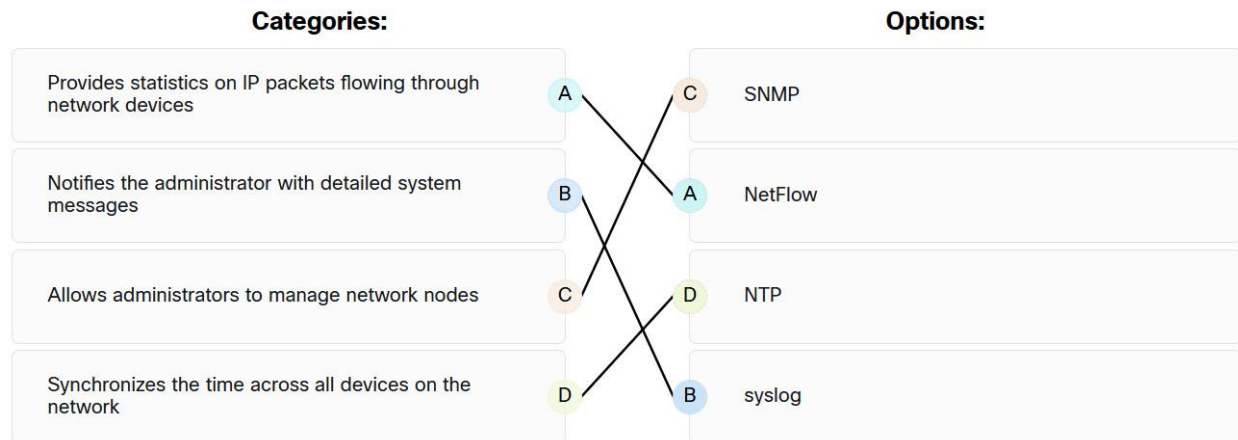 Categories:
Options:
Provides statistics on IP packets flowing through
network devices
A
C
SNMP
Notifies the administrator with detailed system
messages
B
A
NetFlow
Allows administrators to manage network nodes
C
D
NTP
Synchronizes the time across all devices on the
network
D
B
syslog